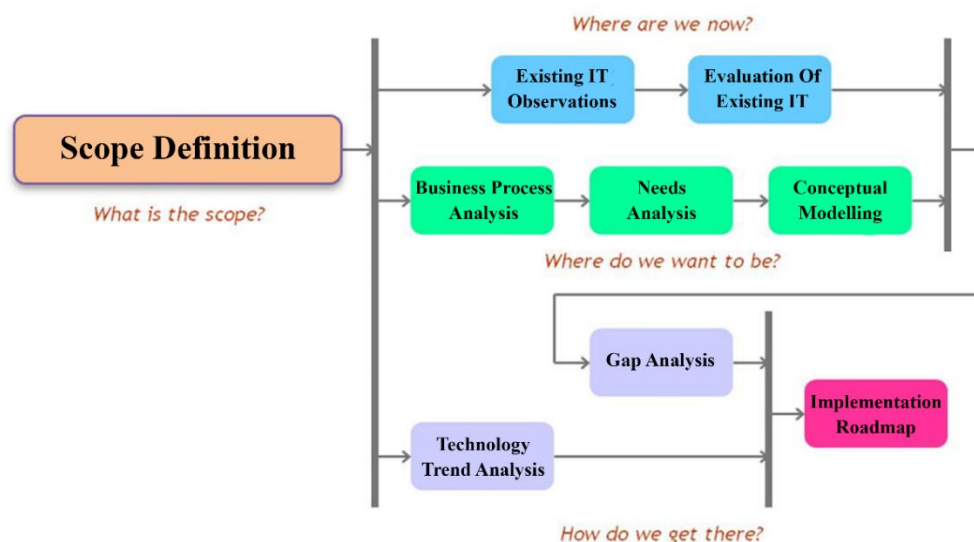 Where are we now?
Existing IT
Observations
Evaluation Of
Existing IT
Scope Definition
What is the scope?
Business Process
Analysis
Needs
Analysis
Conceptual
Modelling
Where do we want to be?
Gap Analysis
Implementation
Roadmap
Technology
Trend Analysis
How do we get there?